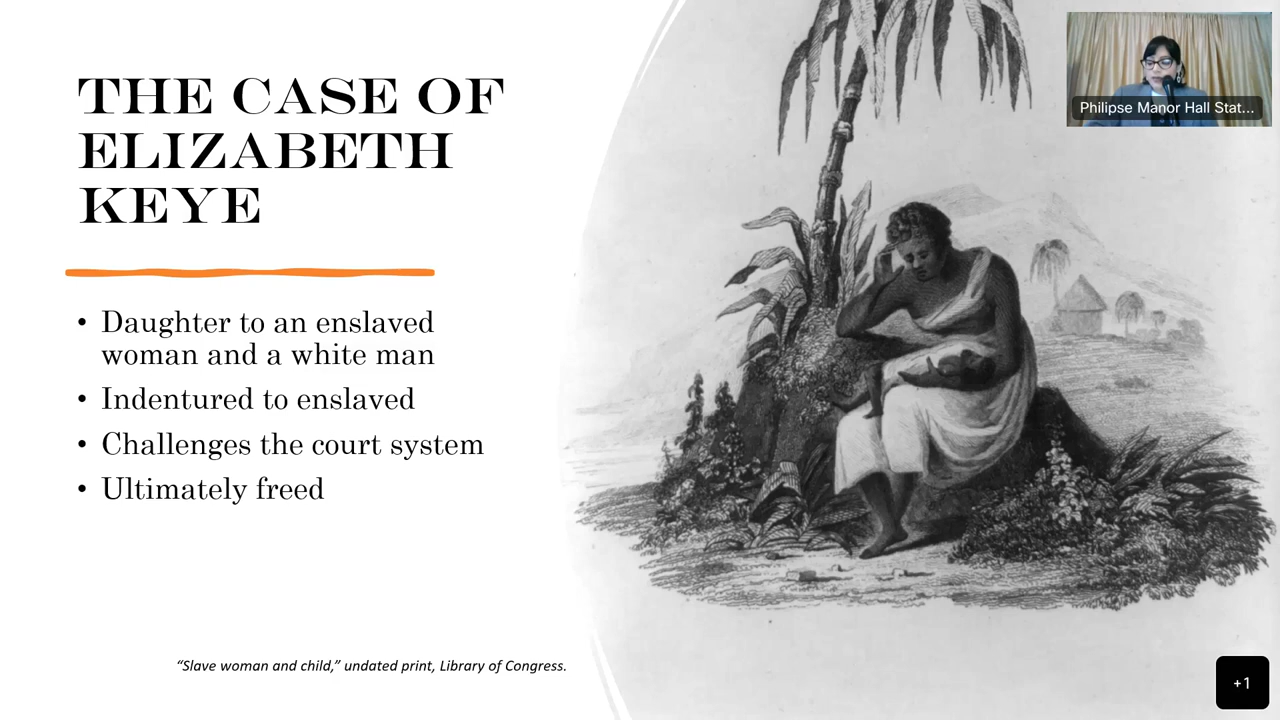 THE CASE OF
ELIZABETH
KEYE
• Daughter to an enslaved
woman and a white man
• Indentured to enslaved
• Challenges the court system
• Ultimately freed
“Slave woman and child,” undated print, Library of Congress.
Philipse Manor Hall Stat...
+1